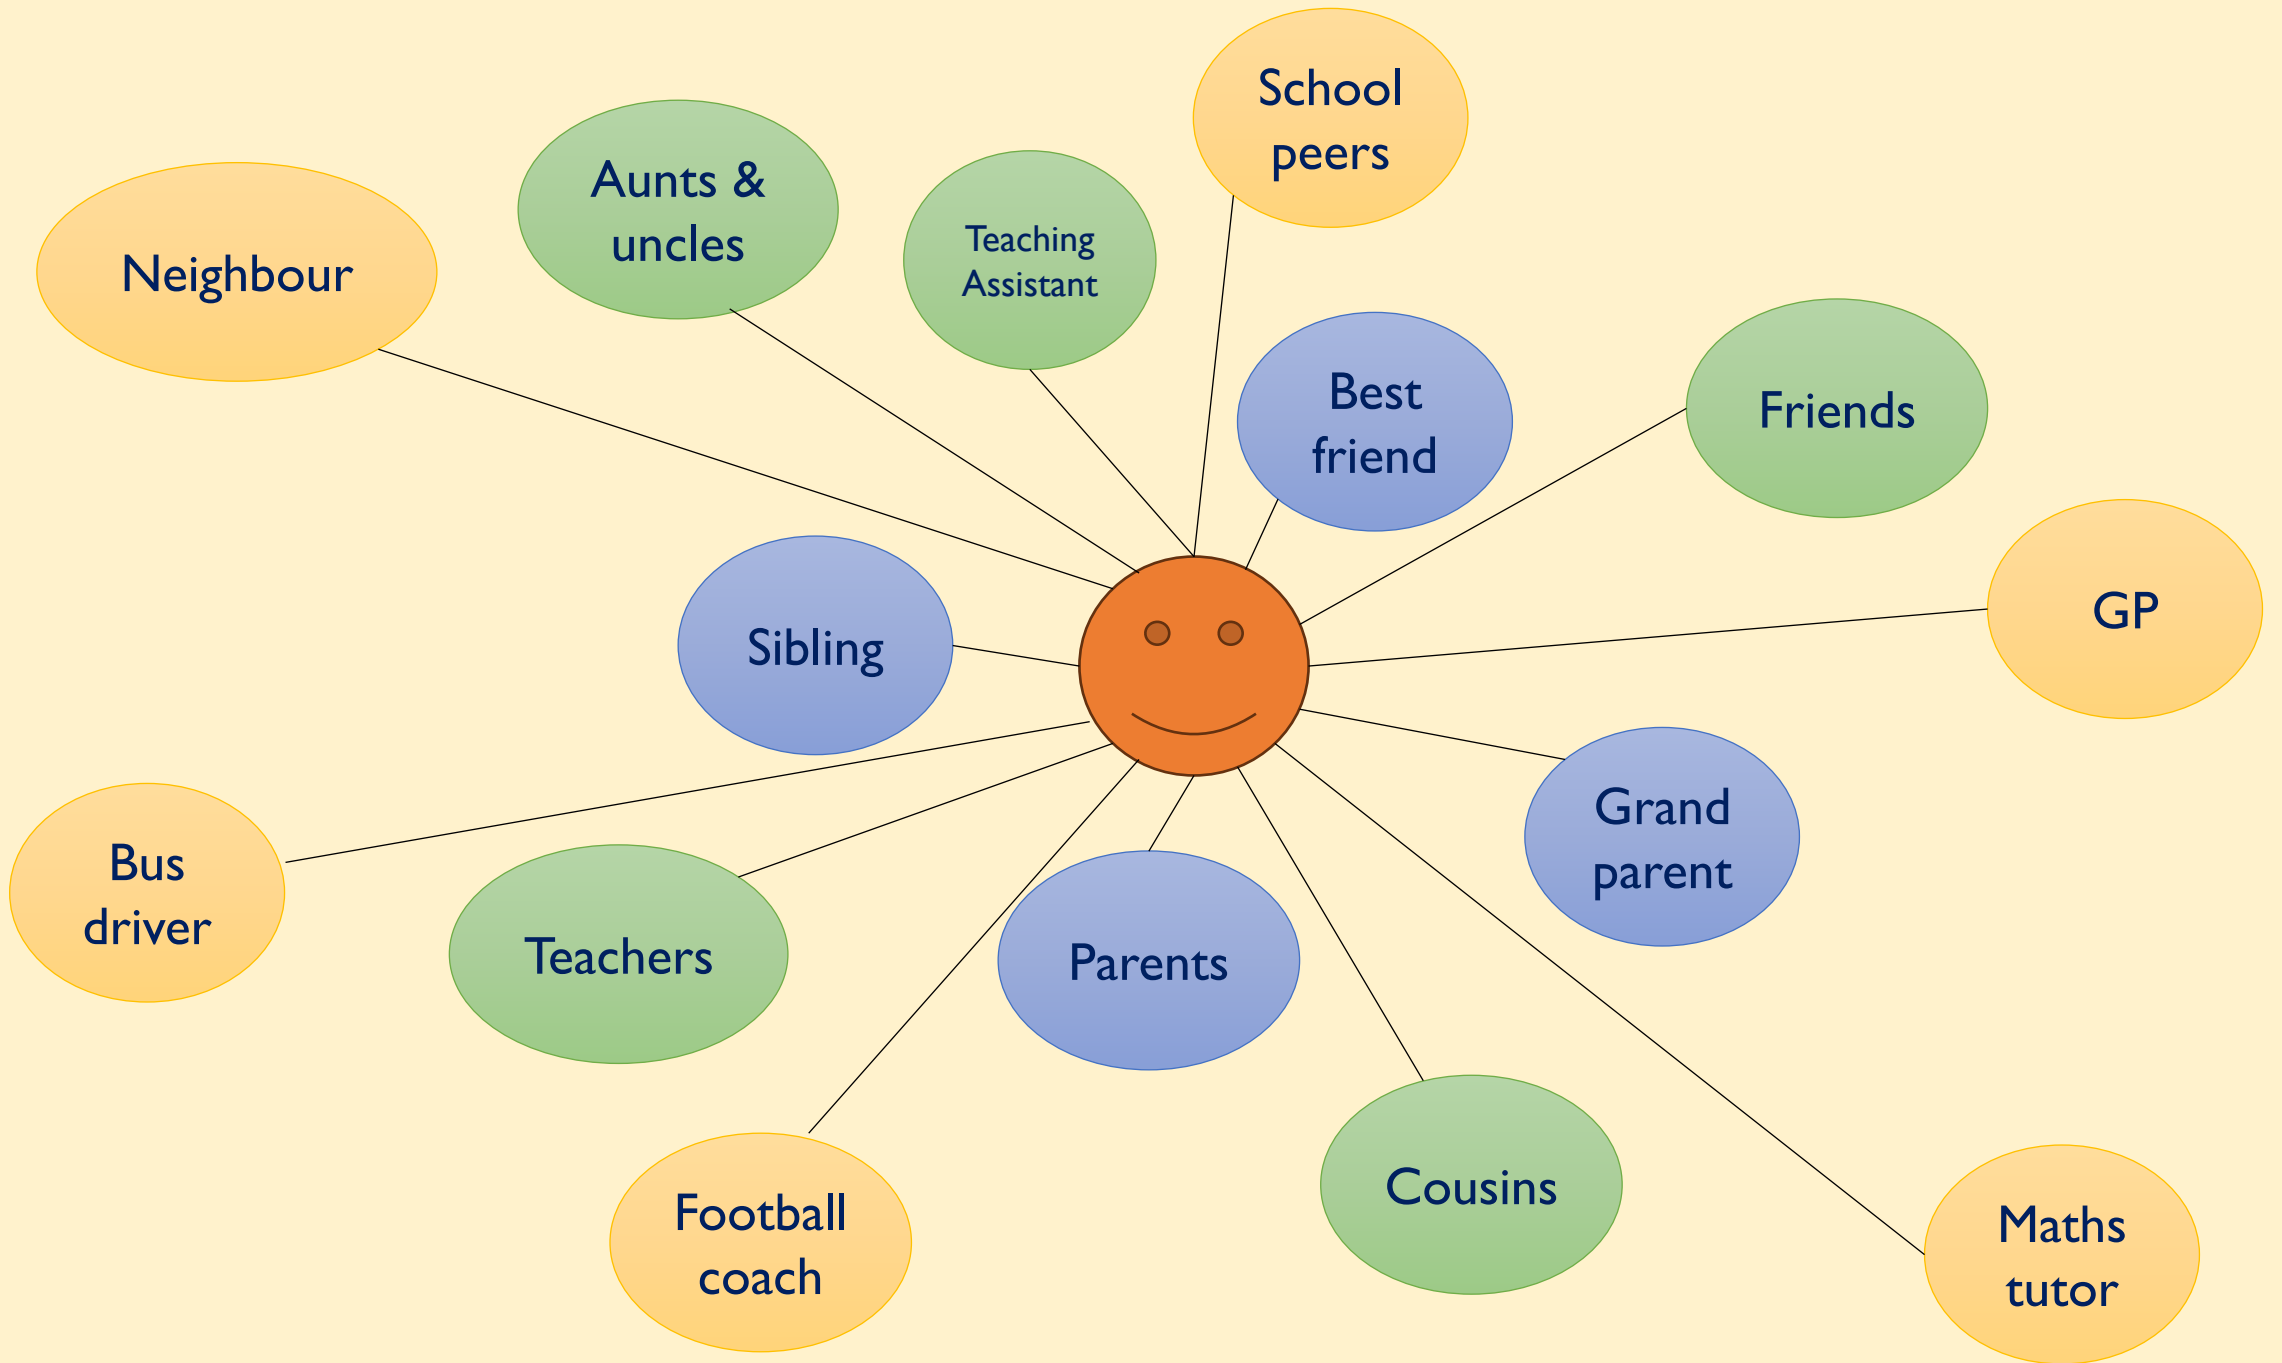 School
peers
Aunts &
uncles
Teaching
Assistant
Neighbour
Best
friend
Friends
GP
Sibling
Grand
parent
Bus
driver
Teachers
Parents
Cousins
Football
coach
Maths
tutor